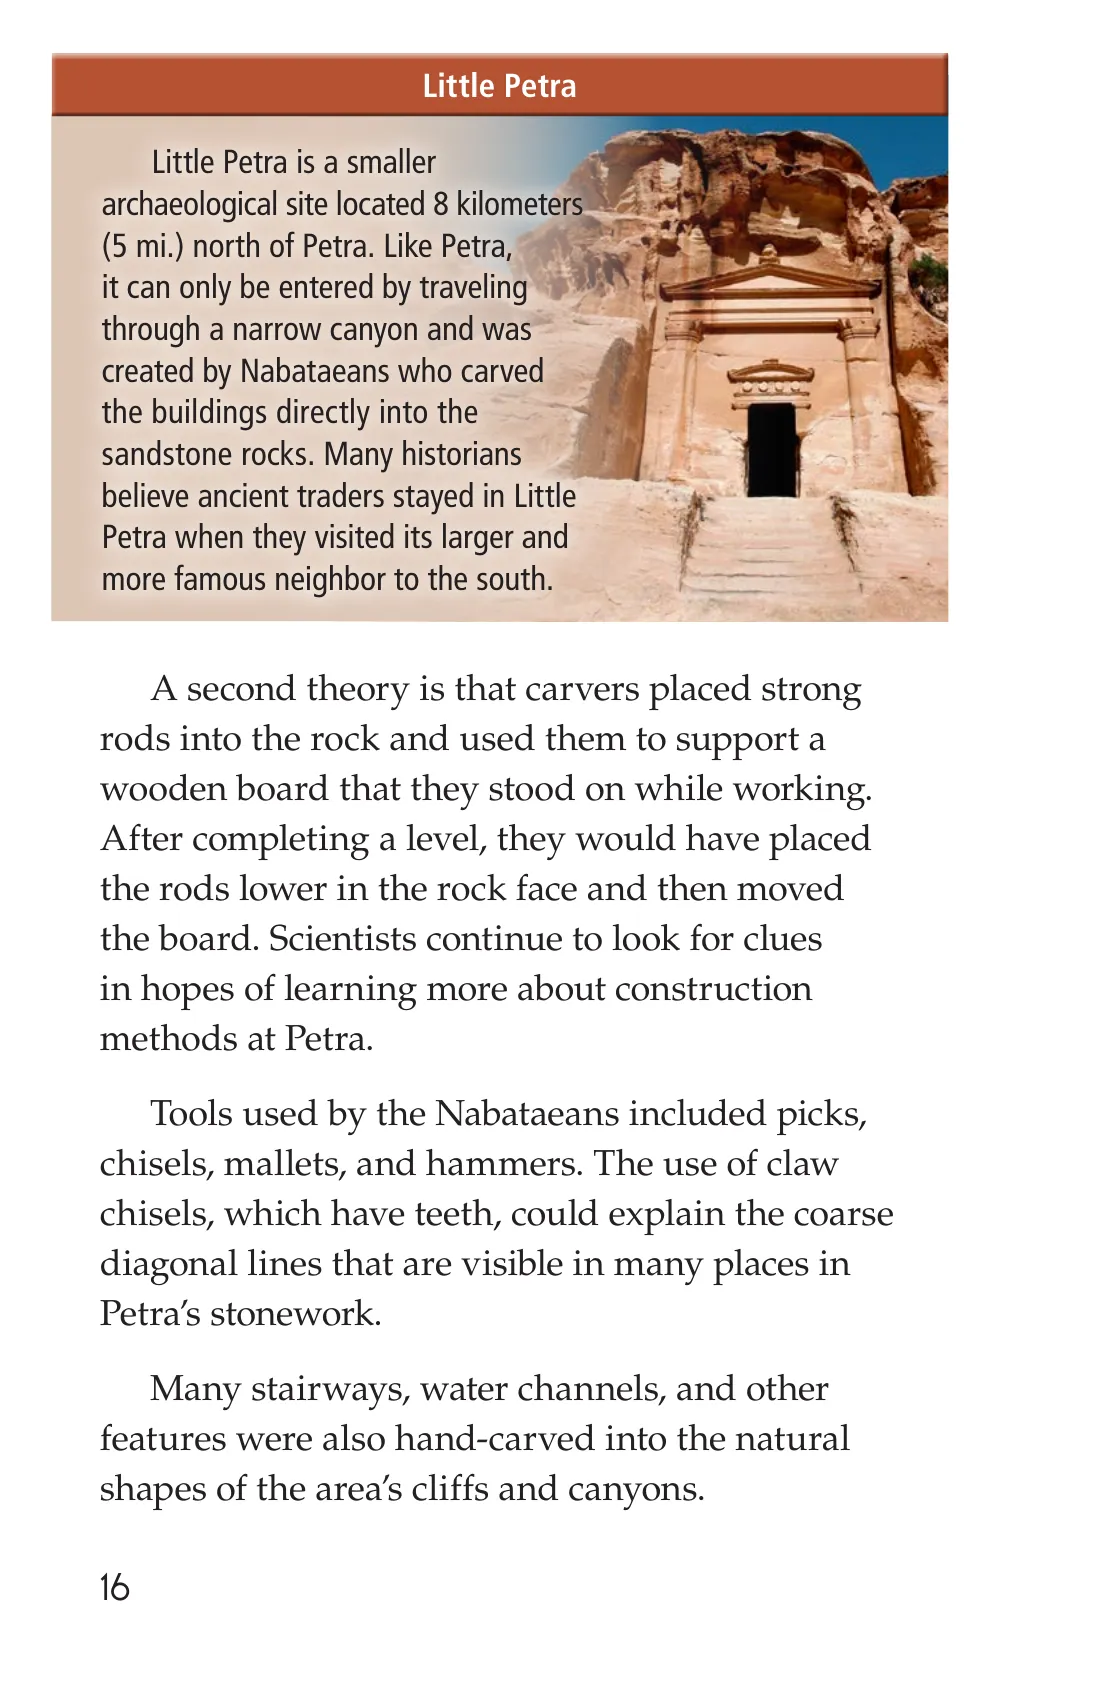 Little Petra
Little Petra is a smaller
archaeological site located 8 kilometers
(5 mi.) north of Petra. Like Petra,
it can only be entered by traveling
through a narrow canyon and was
created by Nabataeans who carved
the buildings directly into the
sandstone rocks. Many historians
believe ancient traders stayed in Little
Petra when they visited its larger and
more famous neighbor to the south.
A second theory is that carvers placed strong
rods into the rock and used them to support a
wooden board that they stood on while working.
After completing a level, they would have placed
the rods lower in the rock face and then moved
the board. Scientists continue to look for clues
in hopes of learning more about construction
methods at Petra.
Tools used by the Nabataeans included picks,
chisels, mallets, and hammers. The use of claw
chisels, which have teeth, could explain the coarse
diagonal lines that are visible in many places in
Petra’s stonework.
Many stairways, water channels, and other
features were also hand-carved into the natural
shapes of the area’s cliffs and canyons.
16